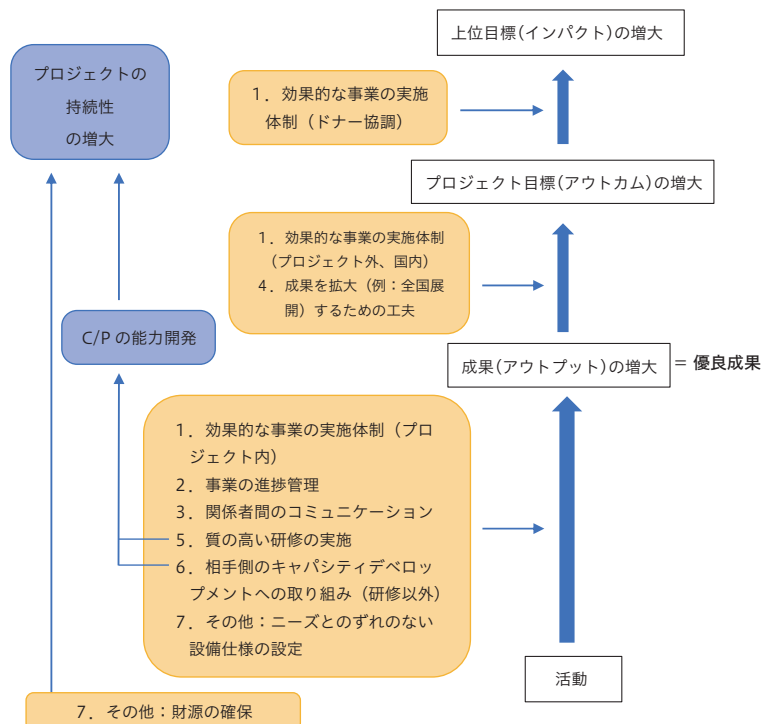 上位目標(インパクト)の増大
プロジェクトの
持続性
の増大
1．効果的な事業の実施
体制（ドナー協調）
プロジェクト目標(アウトカム)の増大
1．効果的な事業の実施体制
（プロジェクト外、国内）
4．成果を拡大（例：全国展
開）するための工夫
C/P の能力開発
成果(アウトプット)の増大
= 優良成果
1．効果的な事業の実施体制（プロ
ジェクト内）
2．事業の進捗管理
3．関係者間のコミュニケーション
5．質の高い研修の実施
6．相手側のキャパシティデベロッ
プメントへの取り組み（研修以外）
7．その他：ニーズとのずれのない
設備仕様の設定
活動
7．その他：財源の確保